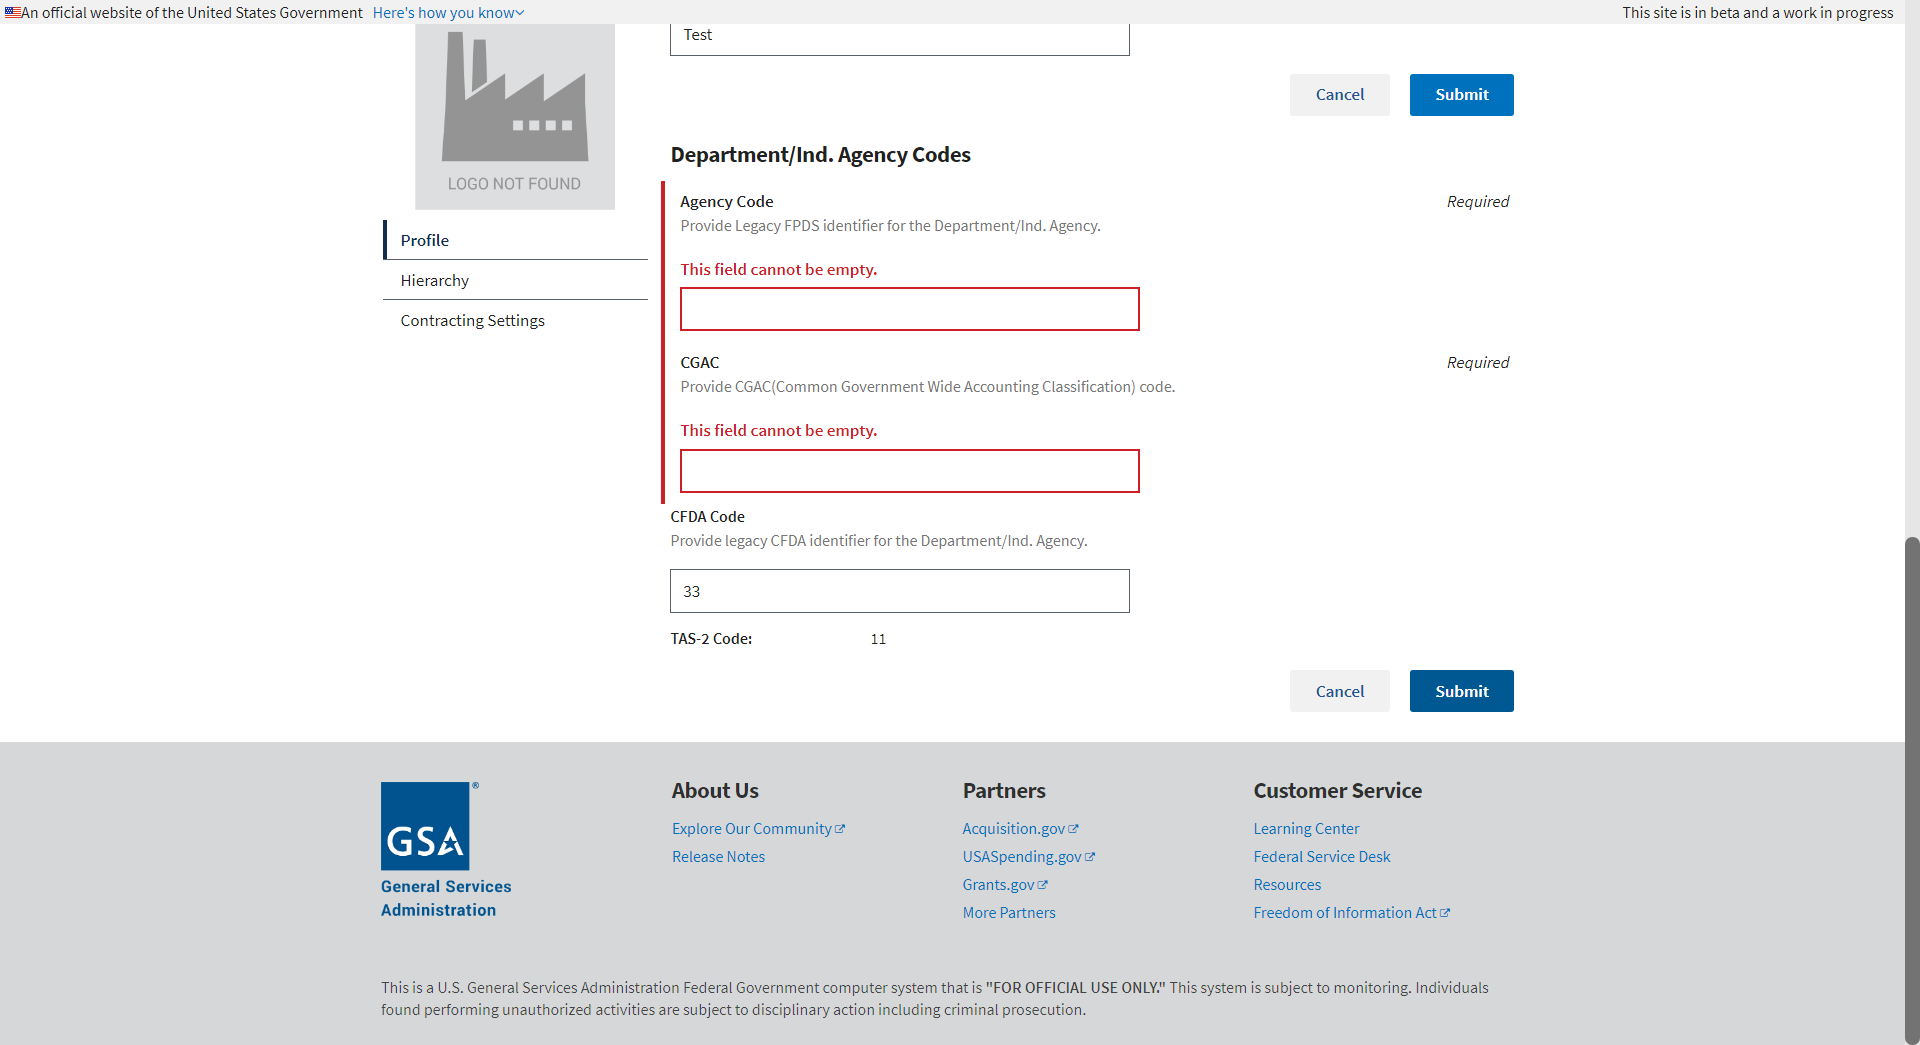 An official website of the United States Government Here's how you know
This site is in beta and a work in progress
Test
Cancel
Submit
LOGO NOT FOUND
Profile
Hierarchy
Contracting Settings
Department/Ind. Agency Codes
Agency Code
Required
Provide Legacy FPDS identifier for the Department/Ind. Agency.
This field cannot be empty.
CGAC
Required
Provide CGAC(Common Government Wide Accounting Classification) code.
This field cannot be empty.
CFDA Code
Provide legacy CFDA identifier for the Department/Ind. Agency.
33
TAS-2 Code: 11
Cancel
Submit
GSA
®
General Services
Administration
About Us
Explore Our Community
Release Notes
Partners
Acquisition.gov
USASpending.gov
Grants.gov
More Partners
Customer Service
Learning Center
Federal Service Desk
Resources
Freedom of Information Act
This is a U.S. General Services Administration Federal Government computer system that is "FOR OFFICIAL USE ONLY." This system is subject to monitoring. Individuals
found performing unauthorized activities are subject to disciplinary action including criminal prosecution.